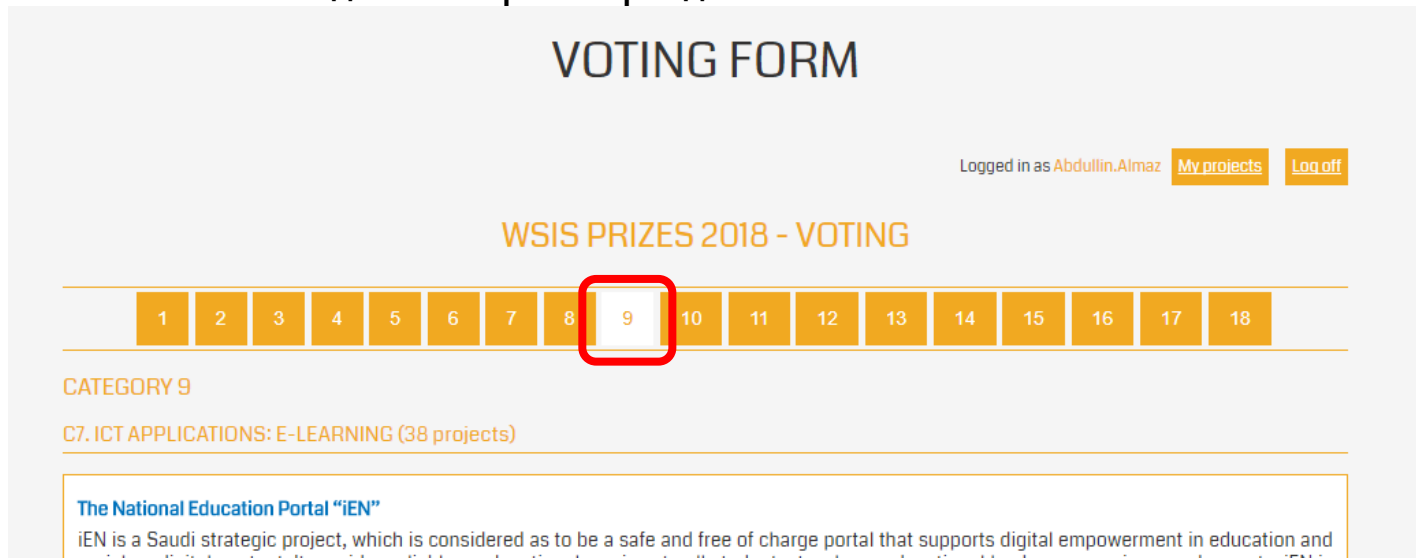 VOTING FORM
Logged in as Abdullin.Almaz My projects Log off
WSIS PRIZES 2018 - VOTING
1 2 3 4 5 6 7 8 9 10 11 12 13 14 15 16 17 18
CATEGORY 9
C7. ICT APPLICATIONS: E-LEARNING (38 projects)
The National Education Portal “iEN”
iEN is a Saudi strategic project, which is considered as to be a safe and free of charge portal that supports digital empowerment in education and